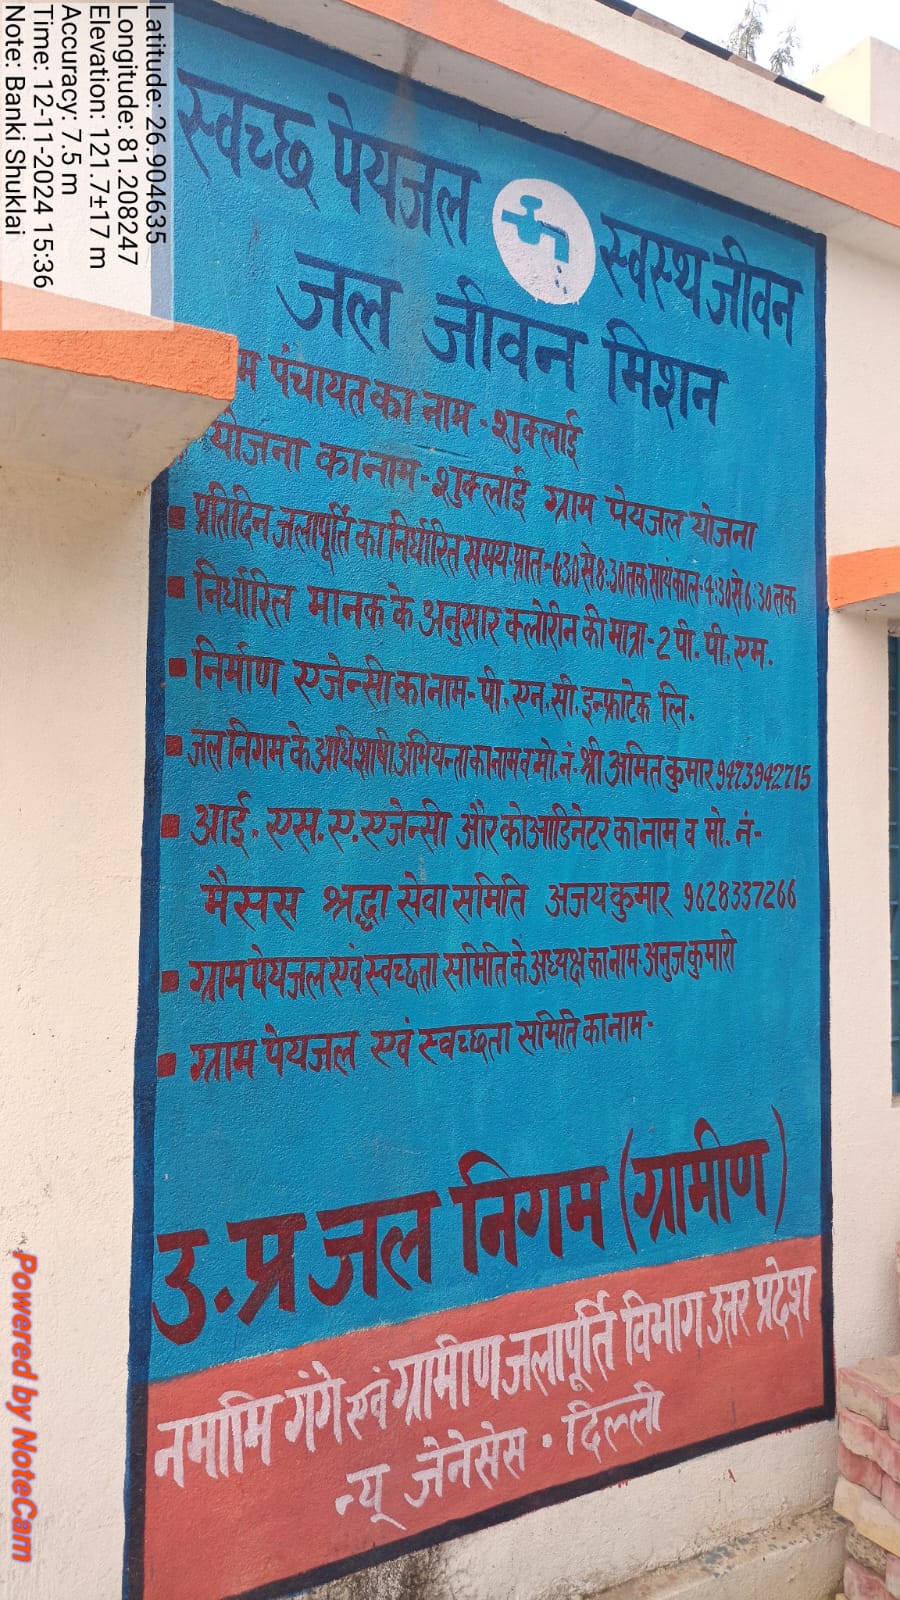 Latitude: 26.904635
Longitude: 81.208247
Elevation: 121.7±17 m
Accuracy: 7.5 m
Time: 12-11-2024 15:36
Note: Banki Shuklai
स्वच्छ पेयजल स्वस्थ जीवन
जल जीवन मिशन
म पंचायत का नाम - शुक्लाई
योजना का नाम - शुक्लाई ग्राम पेयजल योजना
प्रतिदिन जलापूर्ति का निर्धारित समय प्रात - 6:30 से 8:30 तक सायंकाल - 4:30 से 6:30 तक
निर्धारित मानक के अनुसार क्लोरीन की मात्रा - 2 पी. पी. एम.
निर्माण एजेन्सी का नाम - पी. एन. सी. इन्फ्राटेक लि.
जल निगम के अधिशाषी अभियन्ता का नाम व मो. नं - श्री अमित कुमार 9473942715
आई. एस. ए. एजेन्सी और कोआडिनेटर का नाम व मो. नं -
मैसस श्रद्धा सेवा समिति अजय कुमार 9628337266
ग्राम पेयजल एवं स्वच्छता समिति के अध्यक्ष का नाम - अनुज कुमारी
ग्राम पेयजल एवं स्वच्छता समिति का नाम -
उ.प्र जल निगम (ग्रामीण)
नमामि गंगे एवं ग्रामीण जलापूर्ति विभाग उत्तर प्रदेश
न्यू जेनेसेस - दिल्ली
Powered by NoteCam